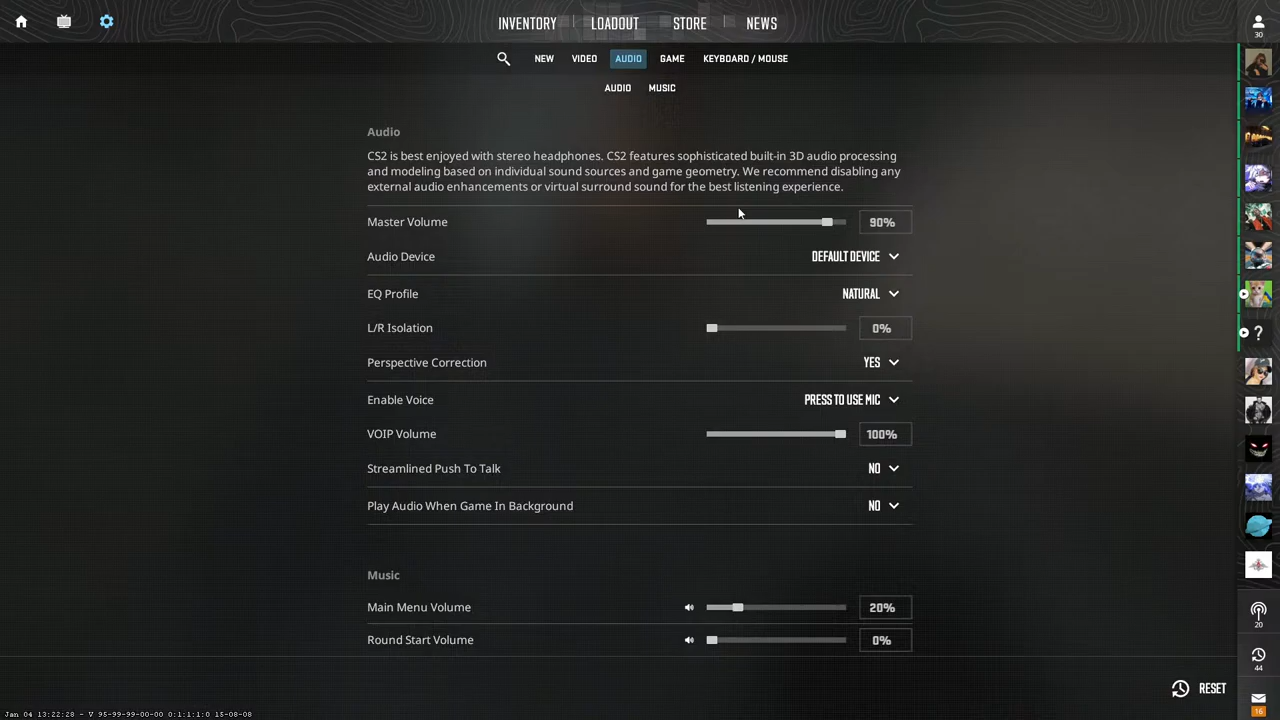 INVENTORY
LOADOUT
STORE
NEWS
30
NEW
VIDEO
AUDIO
GAME
KEYBOARD / MOUSE
AUDIO
MUSIC
Audio
CS2 is best enjoyed with stereo headphones. CS2 features sophisticated built-in 3D audio processing
and modeling based on individual sound sources and game geometry. We recommend disabling any
external audio enhancements or virtual surround sound for the best listening experience.
Master Volume
90%
Audio Device
DEFAULT DEVICE
EQ Profile
NATURAL
L/R Isolation
0%
?
Perspective Correction
YES
Enable Voice
PRESS TO USE MIC
VOIP Volume
100%
Streamlined Push To Talk
NO
Play Audio When Game In Background
NO
Music
Main Menu Volume
20%
20
Round Start Volume
0%
44
RESET
16